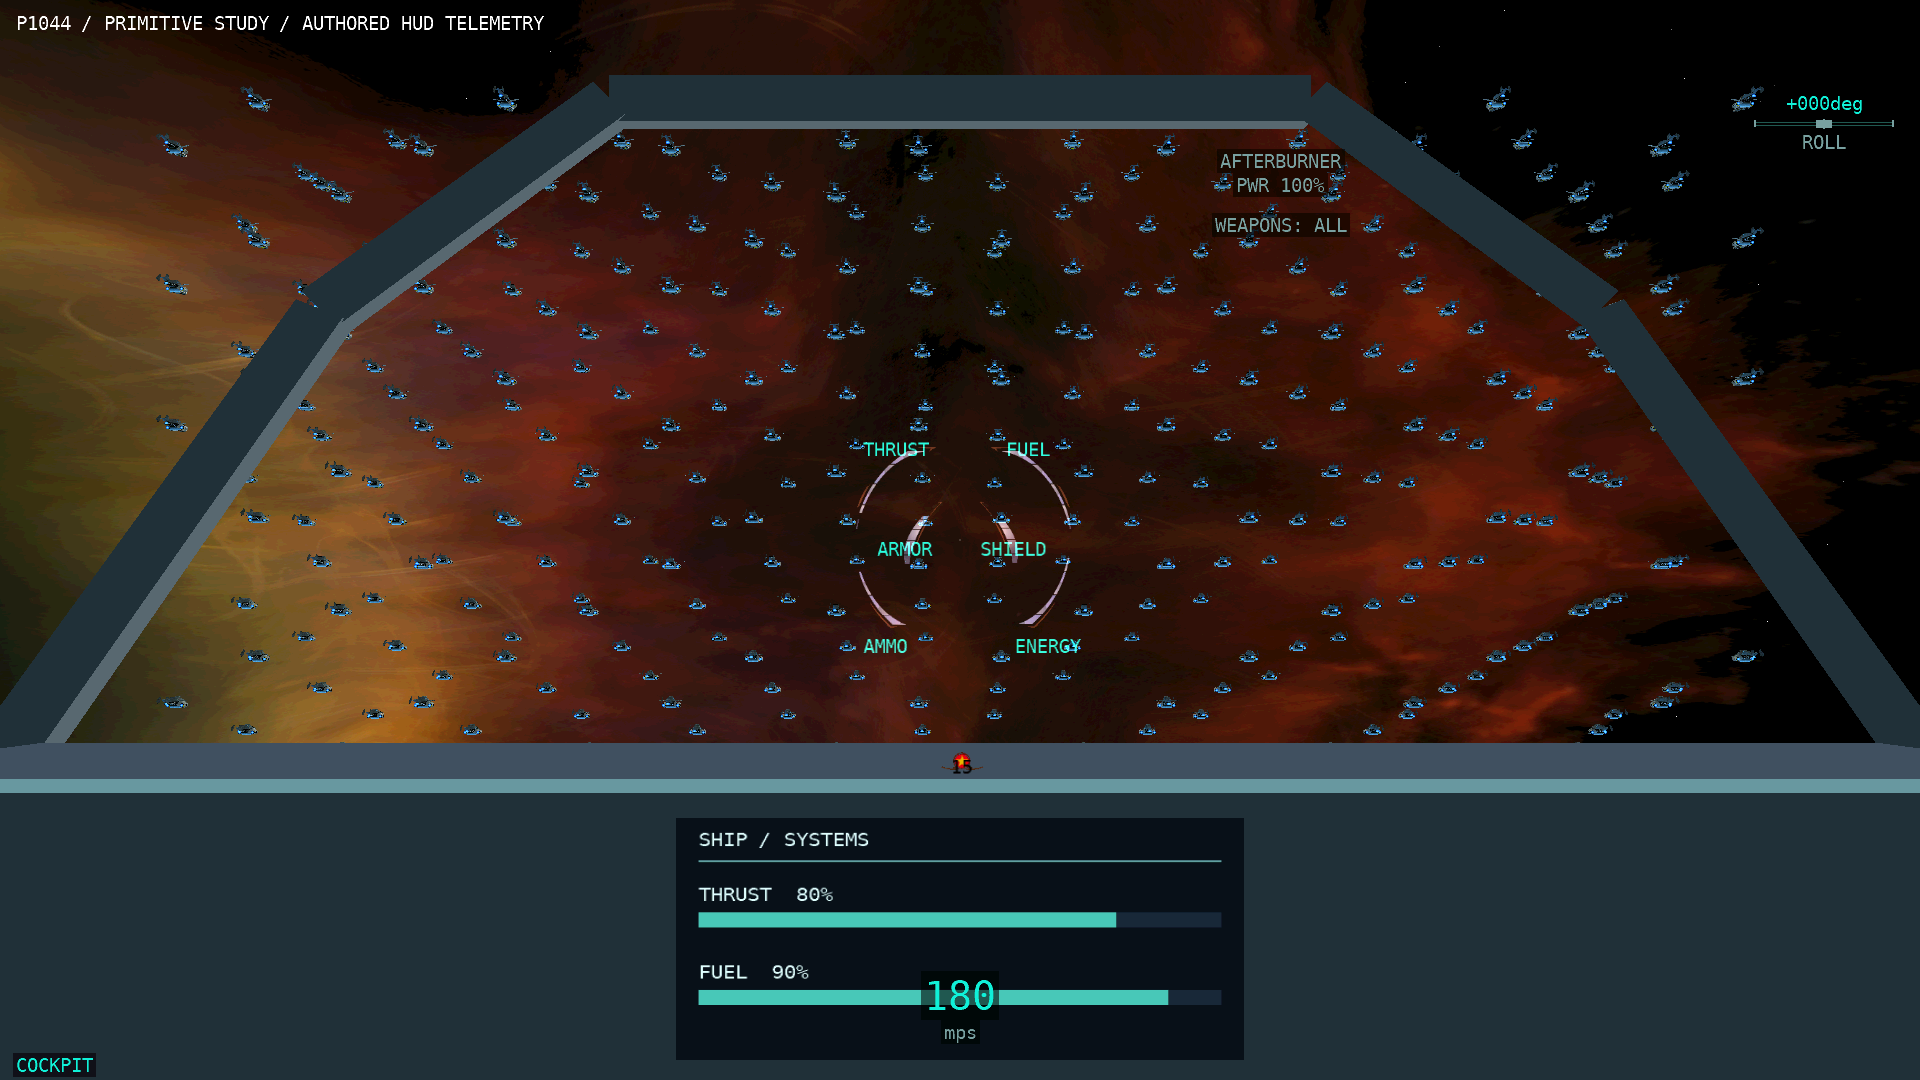 P1044 / PRIMITIVE STUDY / AUTHORED HUD TELEMETRY
+000deg
ROLL
AFTERBURNER
PWR 100%
WEAPONS: ALL
THRUST FUEL
ARMOR SHIELD
AMMO ENERGY
15
SHIP / SYSTEMS
THRUST 80%
FUEL 90%
180
mps
COCKPIT